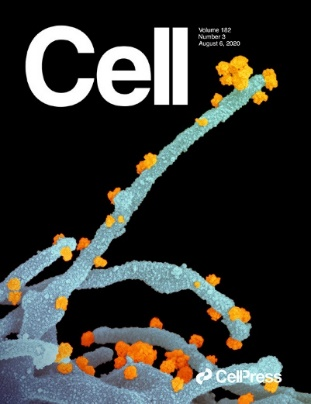 Cell
Volume 182
Number 3
August 6, 2020
CellPress